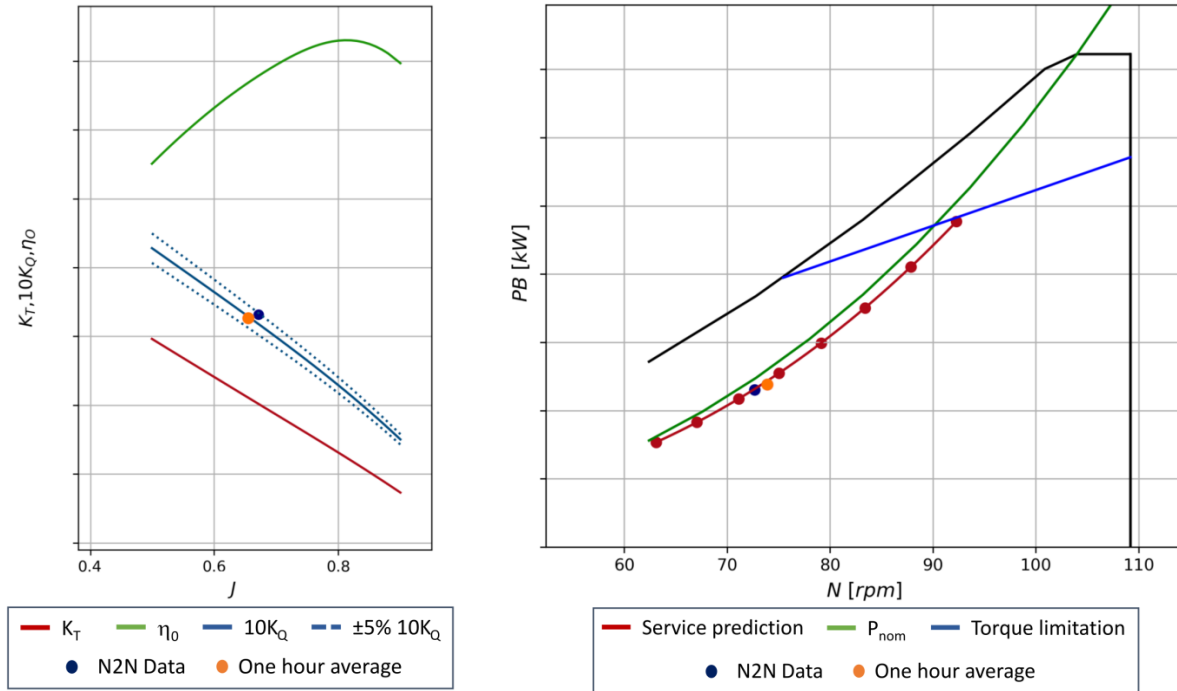 K_T,10K_Q,η_O
0.4 0.6 0.8
J
K_T η_0 10K_Q ±5% 10K_Q
N2N Data One hour average
PB [kW]
60 70 80 90 100 110
N [rpm]
Service prediction P_nom Torque limitation
N2N Data One hour average